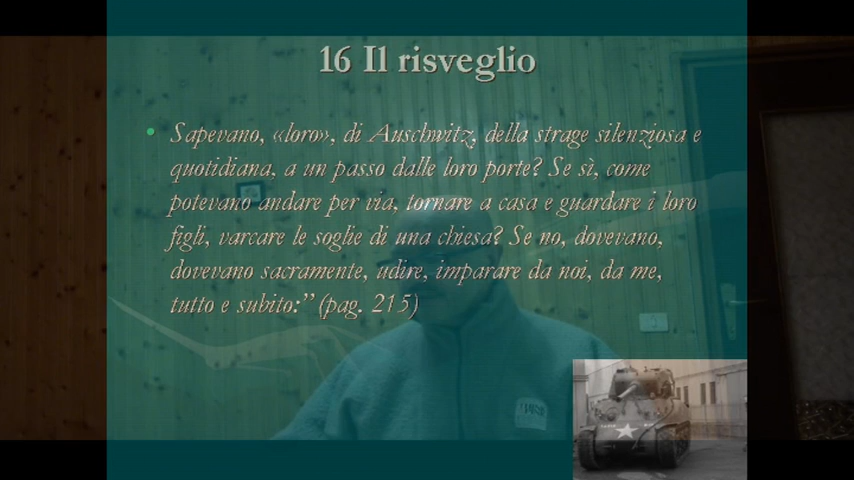 16 Il risveglio
• Sapevano, «loro», di Auschwitz, della strage silenziosa e
quotidiana, a un passo dalle loro porte? Se sì, come
potevano andare per via, tornare a casa e guardare i loro
figli, varcare le soglie di una chiesa? Se no, dovevano,
dovevano sacramente, udire, imparare da noi, da me,
tutto e subito:” (pag. 215)